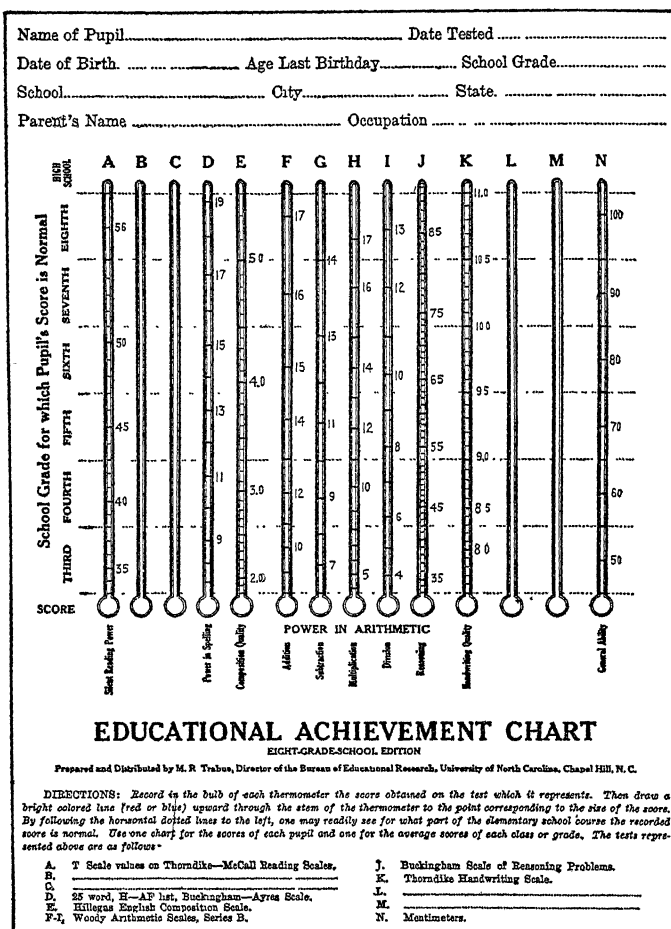 Name of Pupil Date Tested
Date of Birth. Age Last Birthday School Grade
School City State.
Parent's Name Occupation
HIGH SCHOOL A B C D E F G H I J K L M N
School Grade for which Pupil's Score is Normal
EIGHTH
SEVENTH
SIXTH
FIFTH
FOURTH
THIRD
56
50
45
40
35
19
17
15
13
11
9
5.0
4.0
3.0
2.0
17
16
15
14
12
10
14
13
11
9
7
17
16
14
12
10
5
13
12
10
8
6
4
85
75
65
55
45
35
11.0
10.5
10.0
9.5
9.0
8.5
8.0
100
90
80
70
60
50
SCORE
POWER IN ARITHMETIC
Silent Reading Power
Power in Spelling
Composition Quality
Addition
Subtraction
Multiplication
Division
Reasoning
Handwriting Quality
General Ability
EDUCATIONAL ACHIEVEMENT CHART
EIGHT-GRADE-SCHOOL EDITION
Prepared and Distributed by M. R Trabue, Director of the Bureau of Educational Research, University of North Carolina, Chapel Hill, N. C.
DIRECTIONS: Record in the bulb of each thermometer the score obtained on the test which it represents. Then draw a
bright colored line (red or blue) upward through the stem of the thermometer to the point corresponding to the size of the score.
By following the horizontal dotted lines to the left, one may readily see for what part of the elementary school course the recorded
score is normal. Use one chart for the scores of each pupil and one for the average scores of each class or grade. The tests repre-
sented above are as follows-
A. T Scale values on Thorndike—McCall Reading Scales.
B.
C.
D. 25 word, H—AF list, Buckingham—Ayres Scale.
E. Hillegas English Composition Scale.
F-I, Woody Arithmetic Scales, Series B.
J. Buckingham Scale of Reasoning Problems.
K. Thorndike Handwriting Scale.
L.
M.
N. Mentimeters.